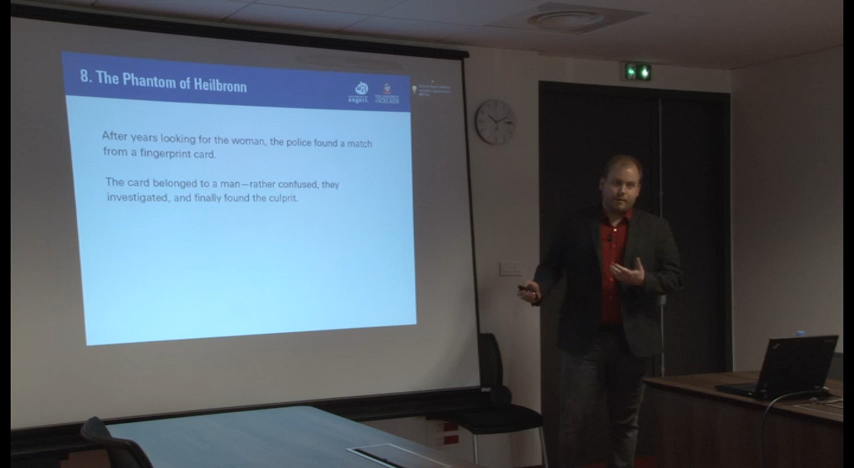 8. The Phantom of Heilbronn
After years looking for the woman, the police found a match
from a fingerprint card.
The card belonged to a man—rather confused, they
investigated, and finally found the culprit.